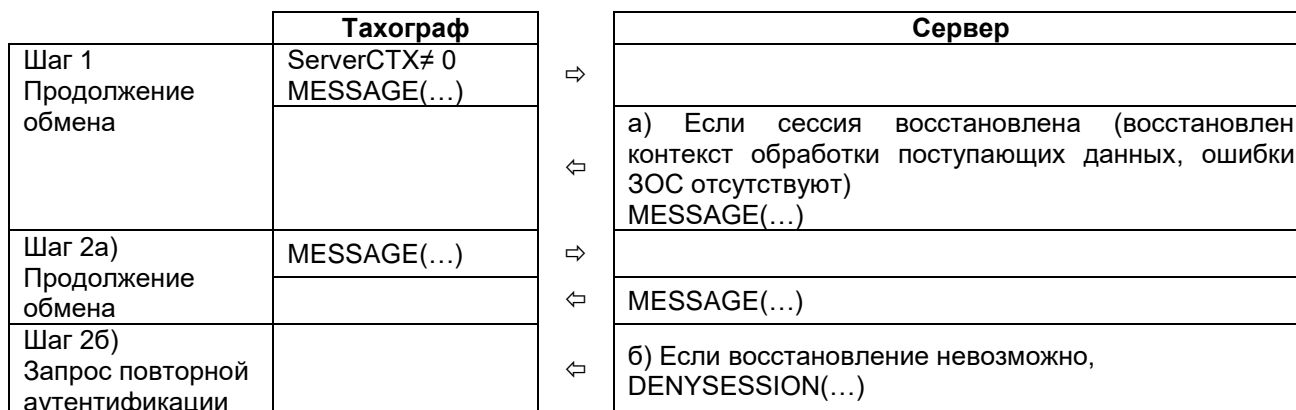 Тахограф
Сервер
Шаг 1
Продолжение
обмена
ServerCTX≠ 0
MESSAGE(…)
⇨
⇦
а) Если сессия восстановлена (восстановлен
контекст обработки поступающих данных, ошибки
ЗОС отсутствуют)
MESSAGE(…)
Шаг 2а)
Продолжение
обмена
MESSAGE(…)
⇨
⇦
MESSAGE(…)
Шаг 2б)
Запрос повторной
аутентификации
⇦
б) Если восстановление невозможно,
DENYSESSION(…)